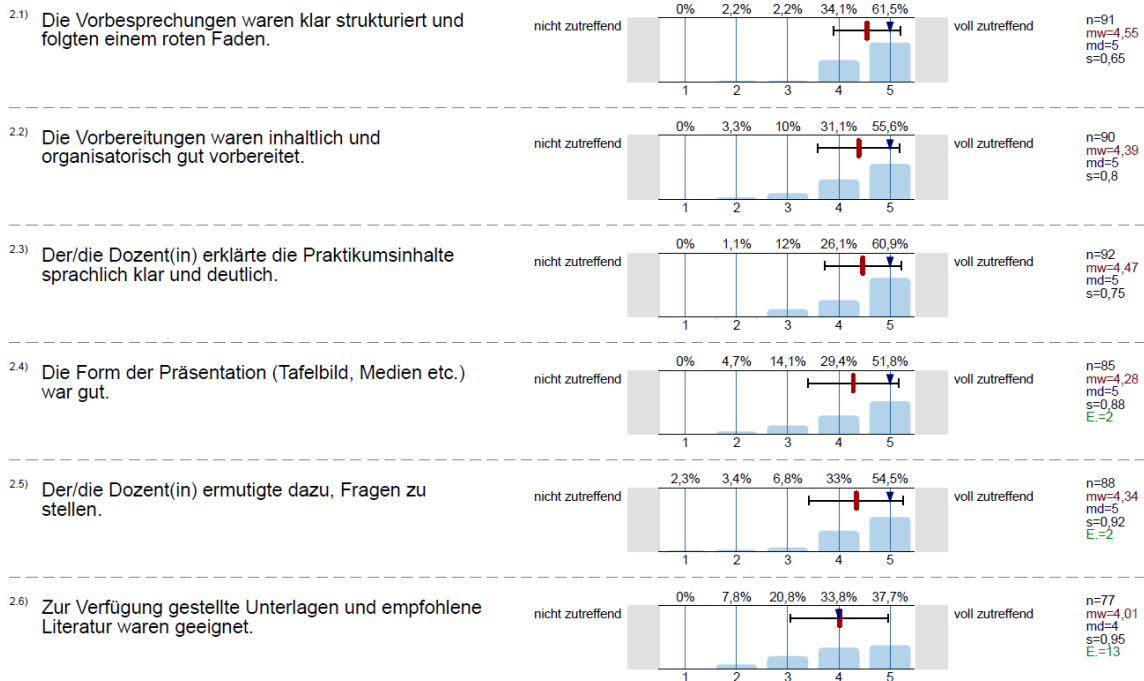 2.1) Die Vorbesprechungen waren klar strukturiert und
folgten einem roten Faden.
nicht zutreffend
0% 2,2% 2,2% 34,1% 61,5%
1 2 3 4 5
voll zutreffend
n=91
mw=4,55
md=5
s=0,65
2.2) Die Vorbereitungen waren inhaltlich und
organisatorisch gut vorbereitet.
nicht zutreffend
0% 3,3% 10% 31,1% 55,6%
1 2 3 4 5
voll zutreffend
n=90
mw=4,39
md=5
s=0,8
2.3) Der/die Dozent(in) erklärte die Praktikumsinhalte
sprachlich klar und deutlich.
nicht zutreffend
0% 1,1% 12% 26,1% 60,9%
1 2 3 4 5
voll zutreffend
n=92
mw=4,47
md=5
s=0,75
2.4) Die Form der Präsentation (Tafelbild, Medien etc.)
war gut.
nicht zutreffend
0% 4,7% 14,1% 29,4% 51,8%
1 2 3 4 5
voll zutreffend
n=85
mw=4,28
md=5
s=0,88
E.=2
2.5) Der/die Dozent(in) ermutigte dazu, Fragen zu
stellen.
nicht zutreffend
2,3% 3,4% 6,8% 33% 54,5%
1 2 3 4 5
voll zutreffend
n=88
mw=4,34
md=5
s=0,92
E.=2
2.6) Zur Verfügung gestellte Unterlagen und empfohlene
Literatur waren geeignet.
nicht zutreffend
0% 7,8% 20,8% 33,8% 37,7%
1 2 3 4 5
voll zutreffend
n=77
mw=4,01
md=4
s=0,95
E.=13